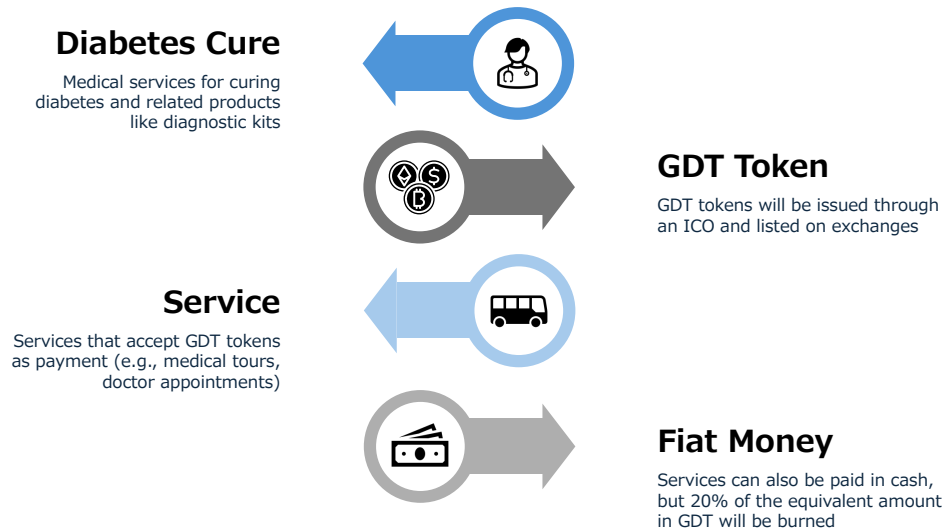 Diabetes Cure
Medical services for curing
diabetes and related products
like diagnostic kits
GDT Token
GDT tokens will be issued through
an ICO and listed on exchanges
Service
Services that accept GDT tokens
as payment (e.g., medical tours,
doctor appointments)
Fiat Money
Services can also be paid in cash,
but 20% of the equivalent amount
in GDT will be burned